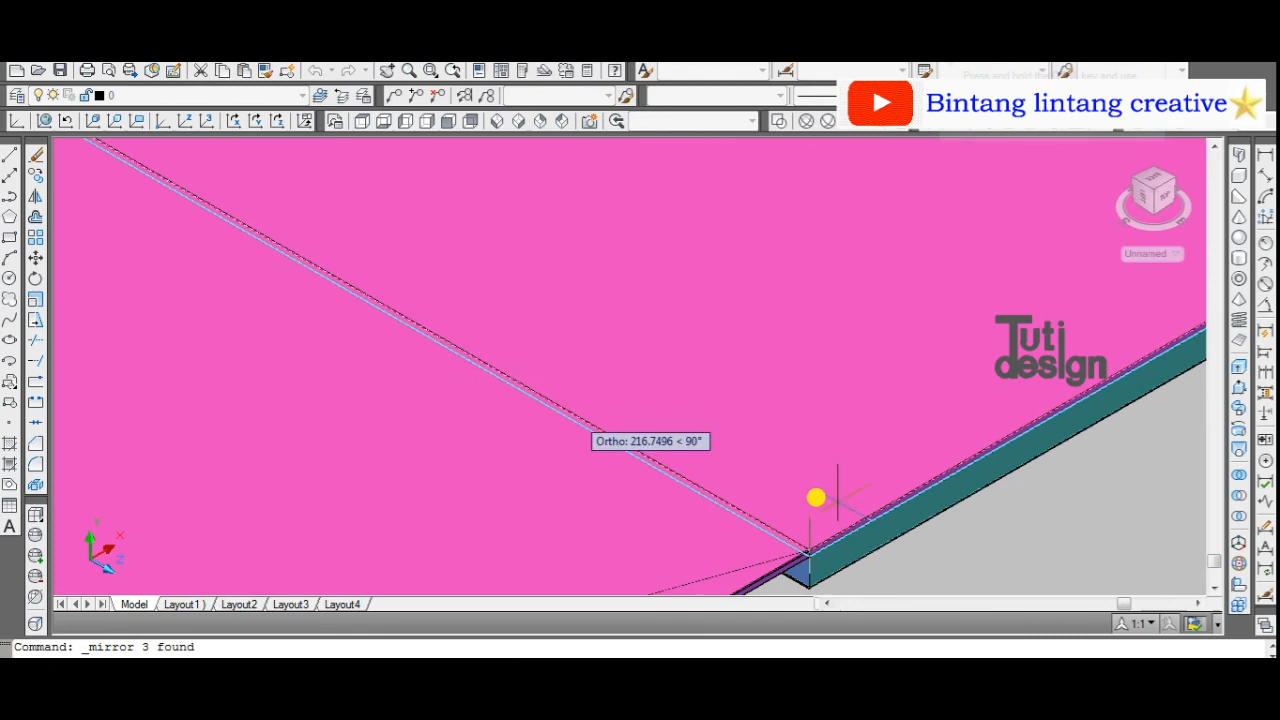 0
Bintang lintang creative
Unnamed
Tuti
design
Ortho: 216.7496 < 90°
Y
X
Z
A
Model Layout1 Layout2 Layout3 Layout4
1:1
Command: _mirror 3 found